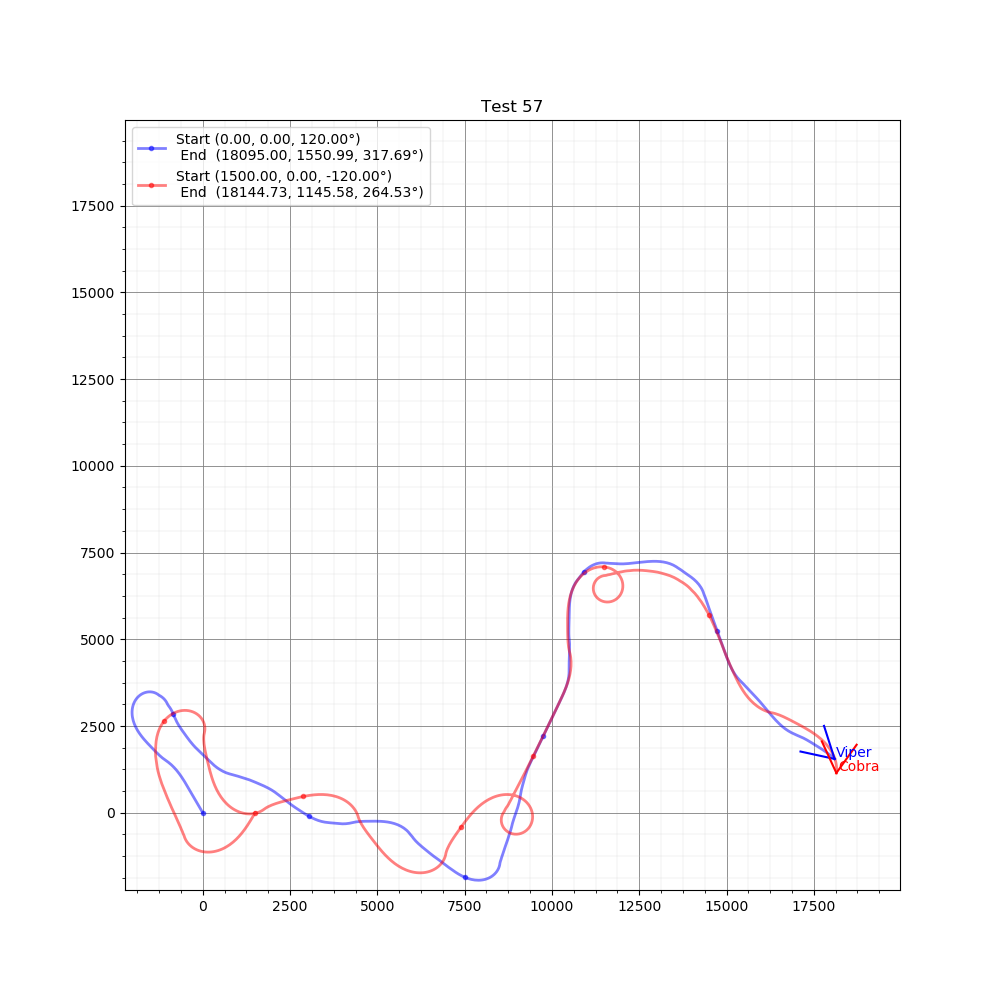 Test 57
Start (0.00, 0.00, 120.00°)
End  (18095.00, 1550.99, 317.69°)
Start (1500.00, 0.00, -120.00°)
End  (18144.73, 1145.58, 264.53°)
17500
15000
12500
10000
7500
5000
2500
0
Viper
Cobra
0
2500
5000
7500
10000
12500
15000
17500